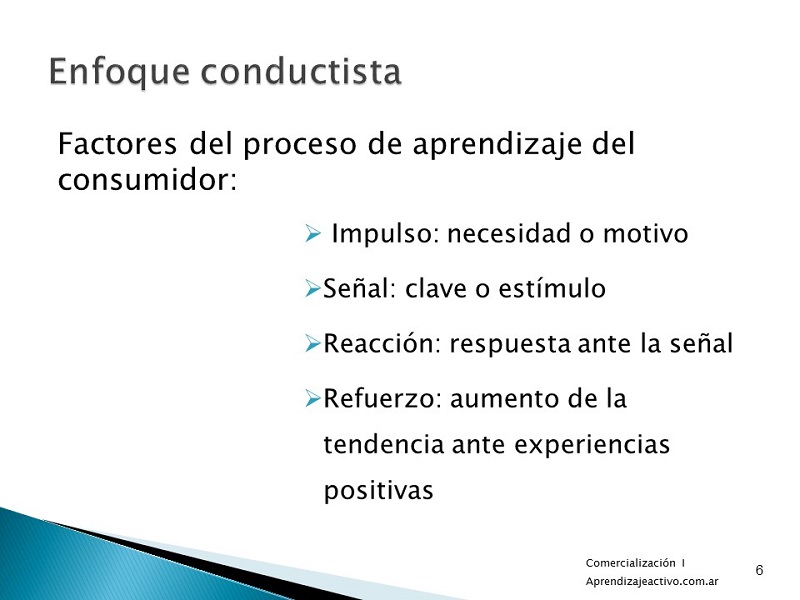 Enfoque conductista
Factores del proceso de aprendizaje del
consumidor:
Impulso: necesidad o motivo
Señal: clave o estímulo
Reacción: respuesta ante la señal
Refuerzo: aumento de la
tendencia ante experiencias
positivas
Comercialización I
Aprendizajeactivo.com.ar
6